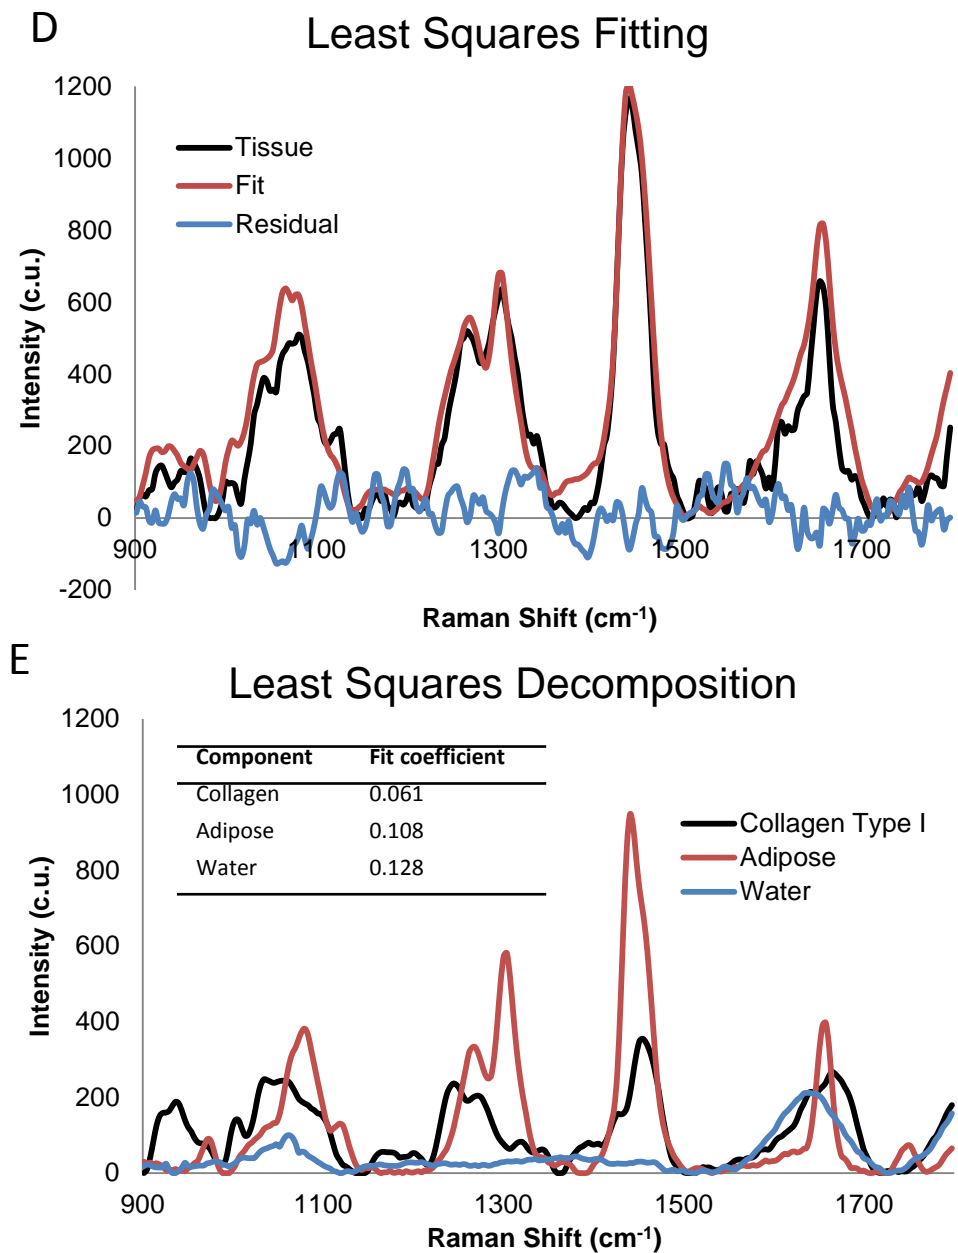 D
Least Squares Fitting
1200
1000
800
600
400
200
0
-200
Intensity (c.u.)
Tissue
Fit
Residual
900 1100 1300 1500 1700
Raman Shift (cm-1)
E
Least Squares Decomposition
1200
1000
800
600
400
200
0
Intensity (c.u.)
Component Fit coefficient
Collagen 0.061
Adipose 0.108
Water 0.128
Collagen Type I
Adipose
Water
900 1100 1300 1500 1700
Raman Shift (cm-1)